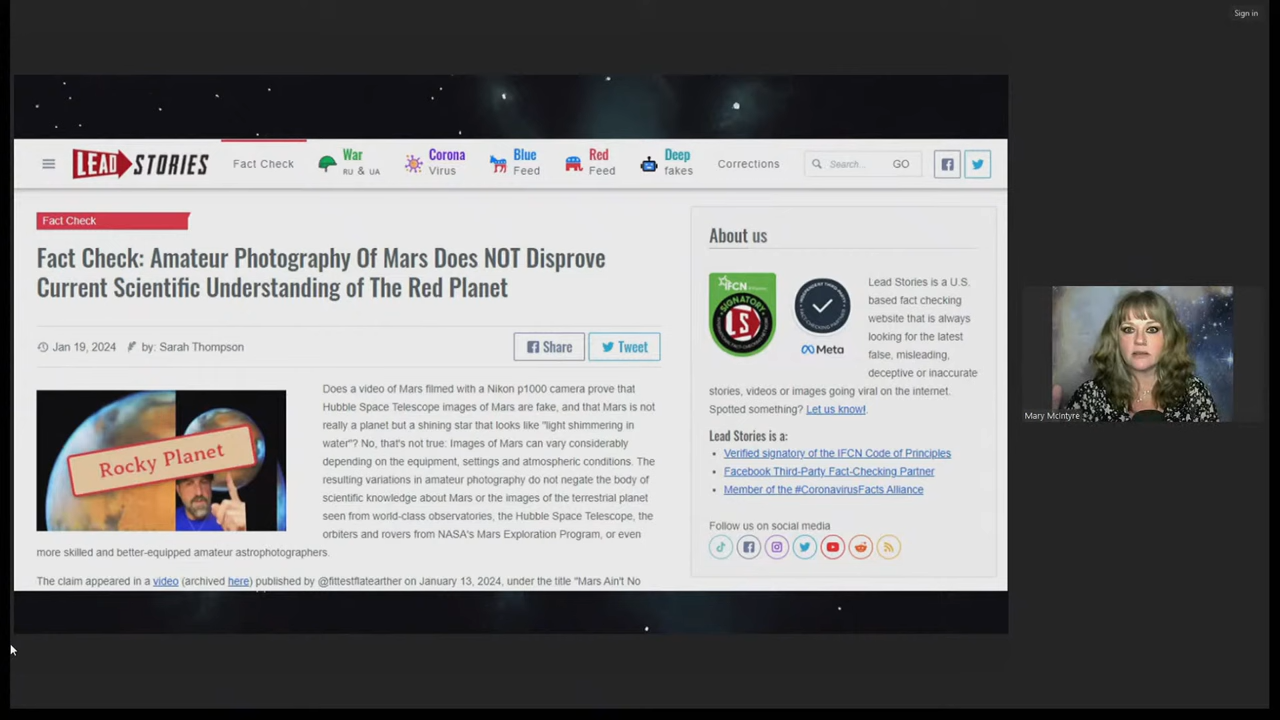 Sign in
LEAD STORIES
Fact Check
War
RU & UA
Corona
Virus
Blue
Feed
Red
Feed
Deep
fakes
Corrections
Search...
GO
Fact Check
Fact Check: Amateur Photography Of Mars Does NOT Disprove
Current Scientific Understanding of The Red Planet
Jan 19, 2024
by: Sarah Thompson
Share
Tweet
Rocky Planet
Does a video of Mars filmed with a Nikon p1000 camera prove that
Hubble Space Telescope images of Mars are fake, and that Mars is not
really a planet but a shining star that looks like "light shimmering in
water"? No, that's not true: Images of Mars can vary considerably
depending on the equipment, settings and atmospheric conditions. The
resulting variations in amateur photography do not negate the body of
scientific knowledge about Mars or the images of the terrestrial planet
seen from world-class observatories, the Hubble Space Telescope, the
orbiters and rovers from NASA's Mars Exploration Program, or even
more skilled and better-equipped amateur astrophotographers.
The claim appeared in a video (archived here) published by @fittestflatearther on January 13, 2024, under the title "Mars Ain't No
About us
IFCN
SIGNATORY
LS
Meta
Lead Stories is a U.S.
based fact checking
website that is always
looking for the latest
false, misleading,
deceptive or inaccurate
stories, videos or images going viral on the internet.
Spotted something? Let us know!.
Lead Stories is a:
Verified signatory of the IFCN Code of Principles
Facebook Third-Party Fact-Checking Partner
Member of the #CoronavirusFacts Alliance
Follow us on social media
Mary McIntyre